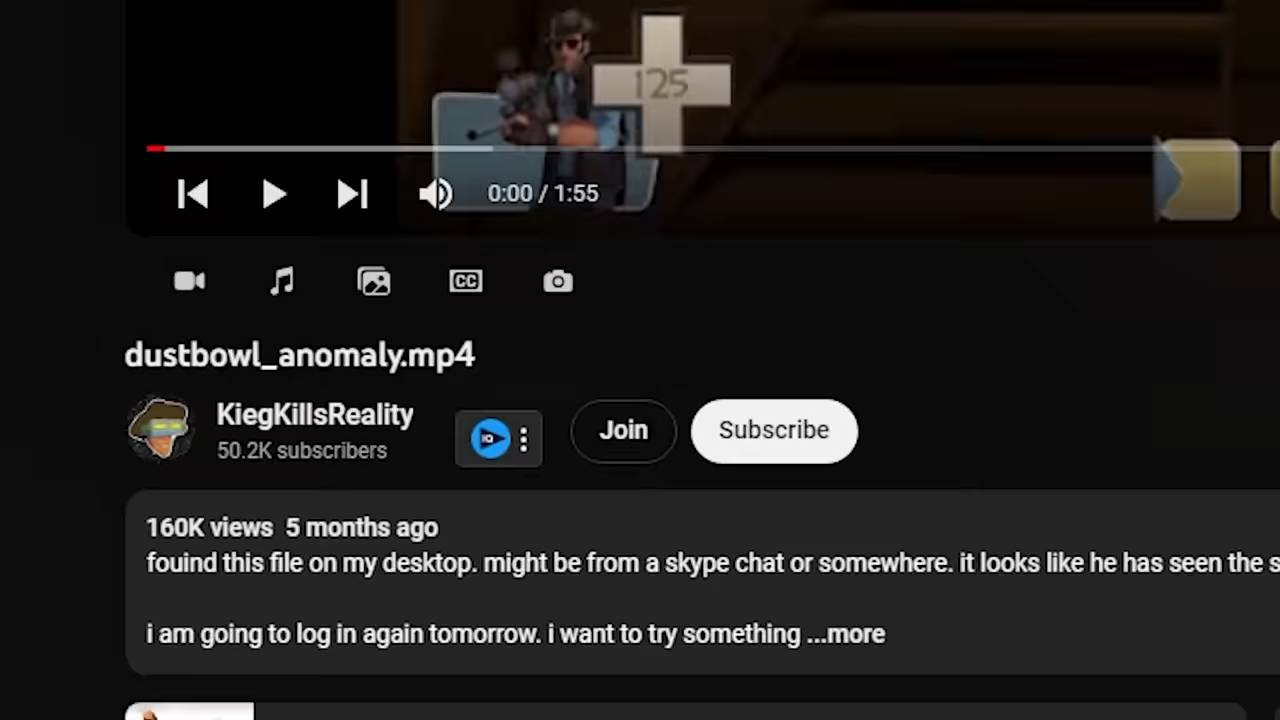 125
0:00 / 1:55
CC
dustbowl_anomaly.mp4
KiegKillsReality
50.2K subscribers
IO
Join
Subscribe
160K views 5 months ago
fouind this file on my desktop. might be from a skype chat or somewhere. it looks like he has seen the s
i am going to log in again tomorrow. i want to try something ...more